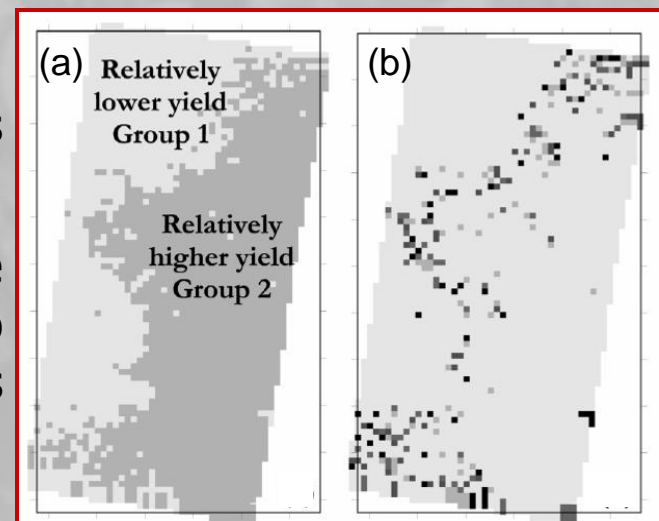 (a)
Relatively
lower yield
Group 1
Relatively
higher yield
Group 2
(b)